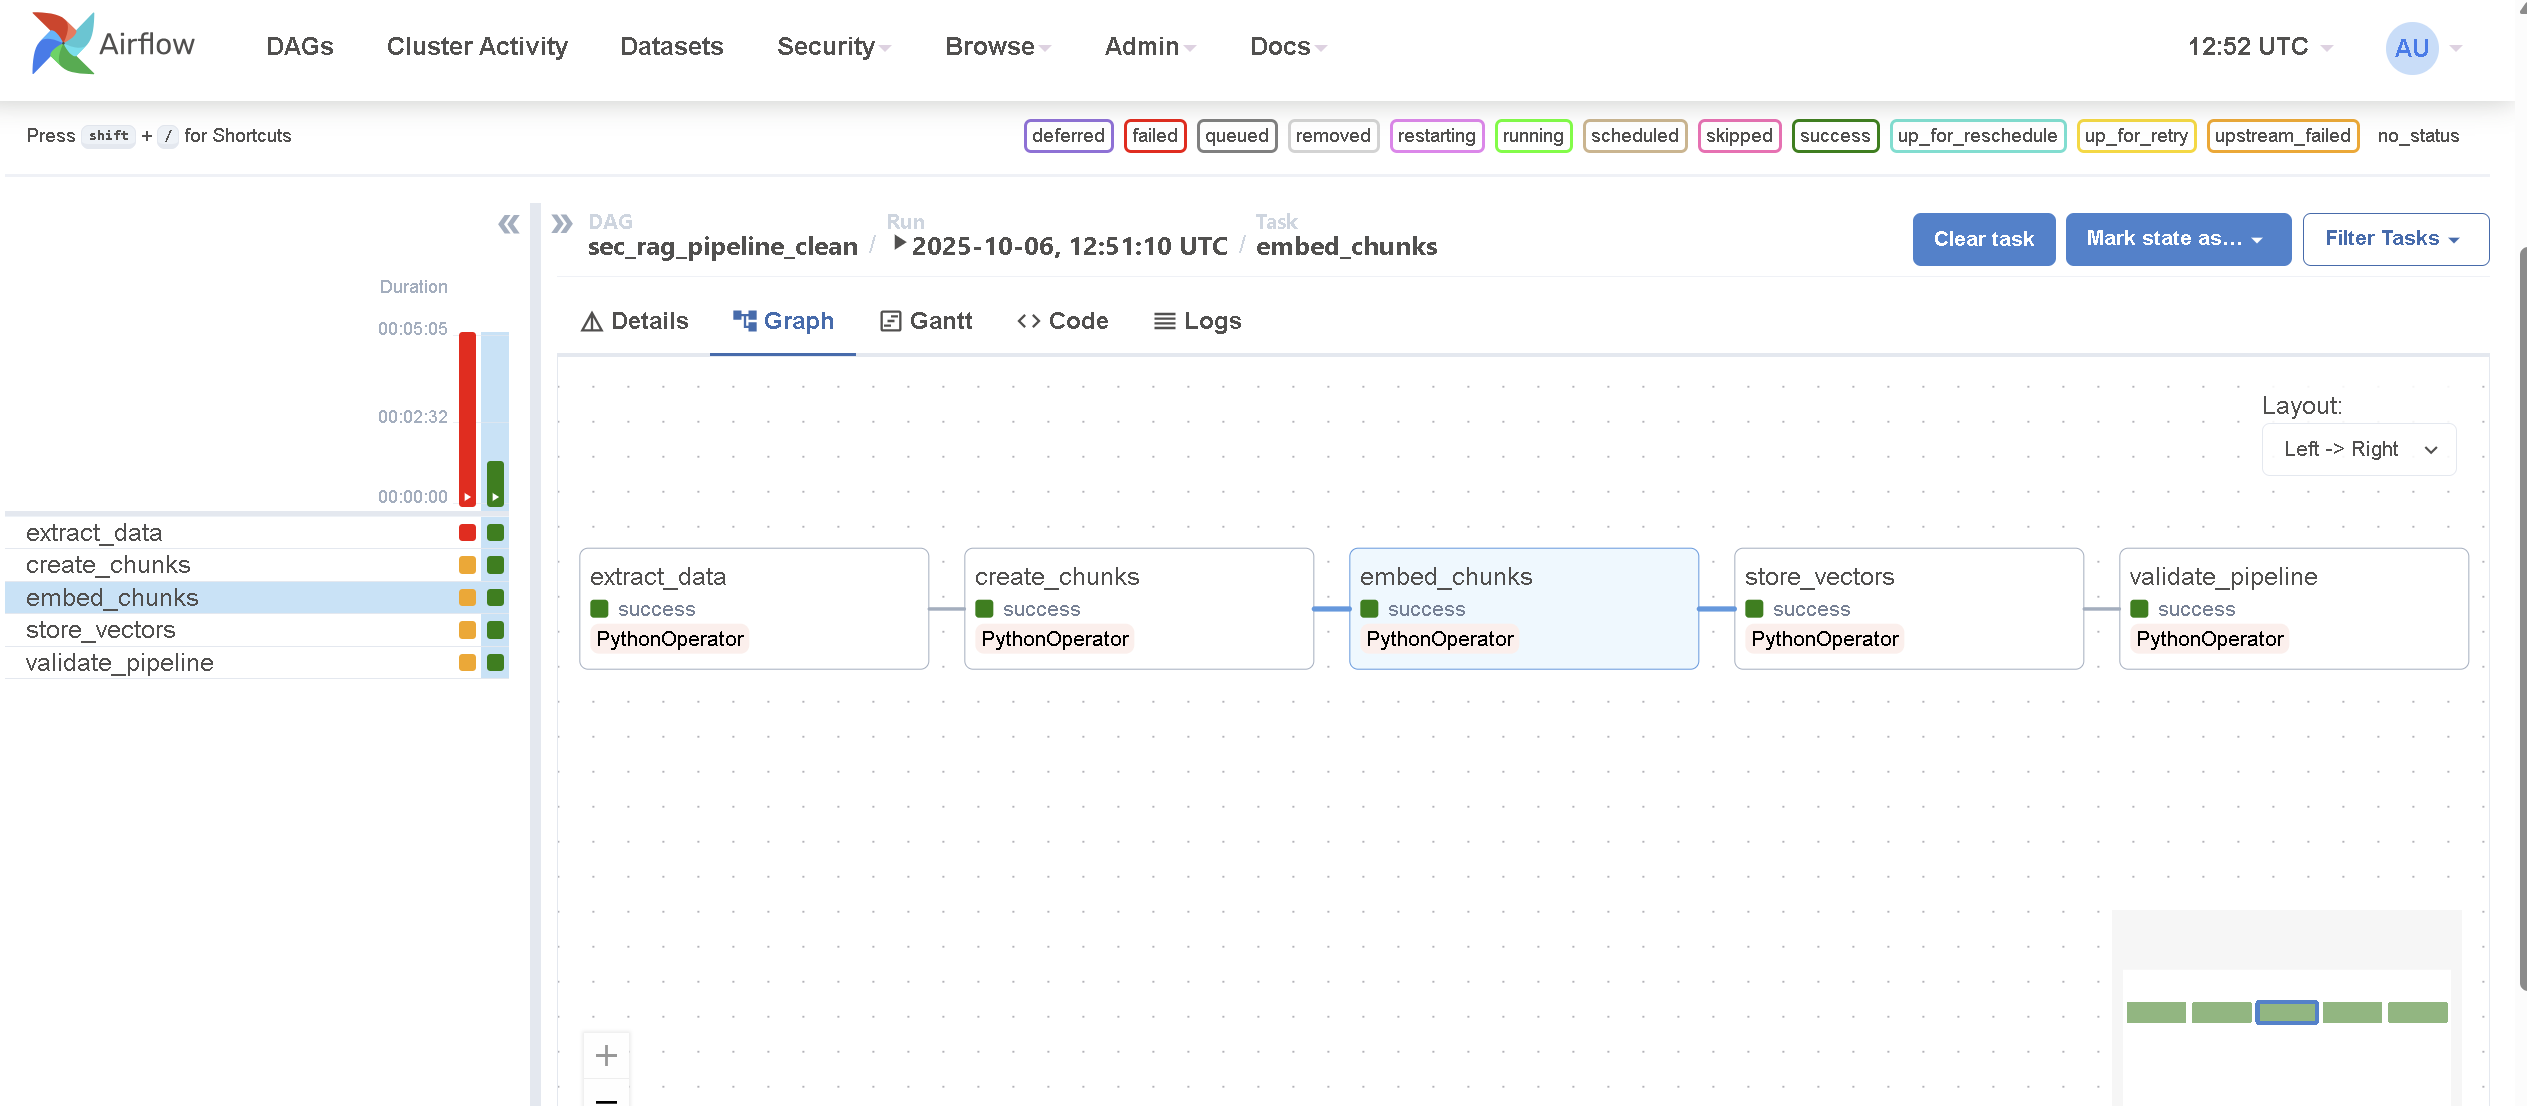 Airflow
DAGs
Cluster Activity
Datasets
Security
Browse
Admin
Docs
12:52 UTC
AU
Press shift + / for Shortcuts
deferred
failed
queued
removed
restarting
running
scheduled
skipped
success
up_for_reschedule
up_for_retry
upstream_failed
no_status
DAG
sec_rag_pipeline_clean
/
Run
2025-10-06, 12:51:10 UTC
/
Task
embed_chunks
Clear task
Mark state as...
Filter Tasks
Duration
00:05:05
00:02:32
00:00:00
extract_data
create_chunks
embed_chunks
store_vectors
validate_pipeline
Details
Graph
Gantt
Code
Logs
Layout:
Left -> Right
extract_data
success
PythonOperator
create_chunks
success
PythonOperator
embed_chunks
success
PythonOperator
store_vectors
success
PythonOperator
validate_pipeline
success
PythonOperator